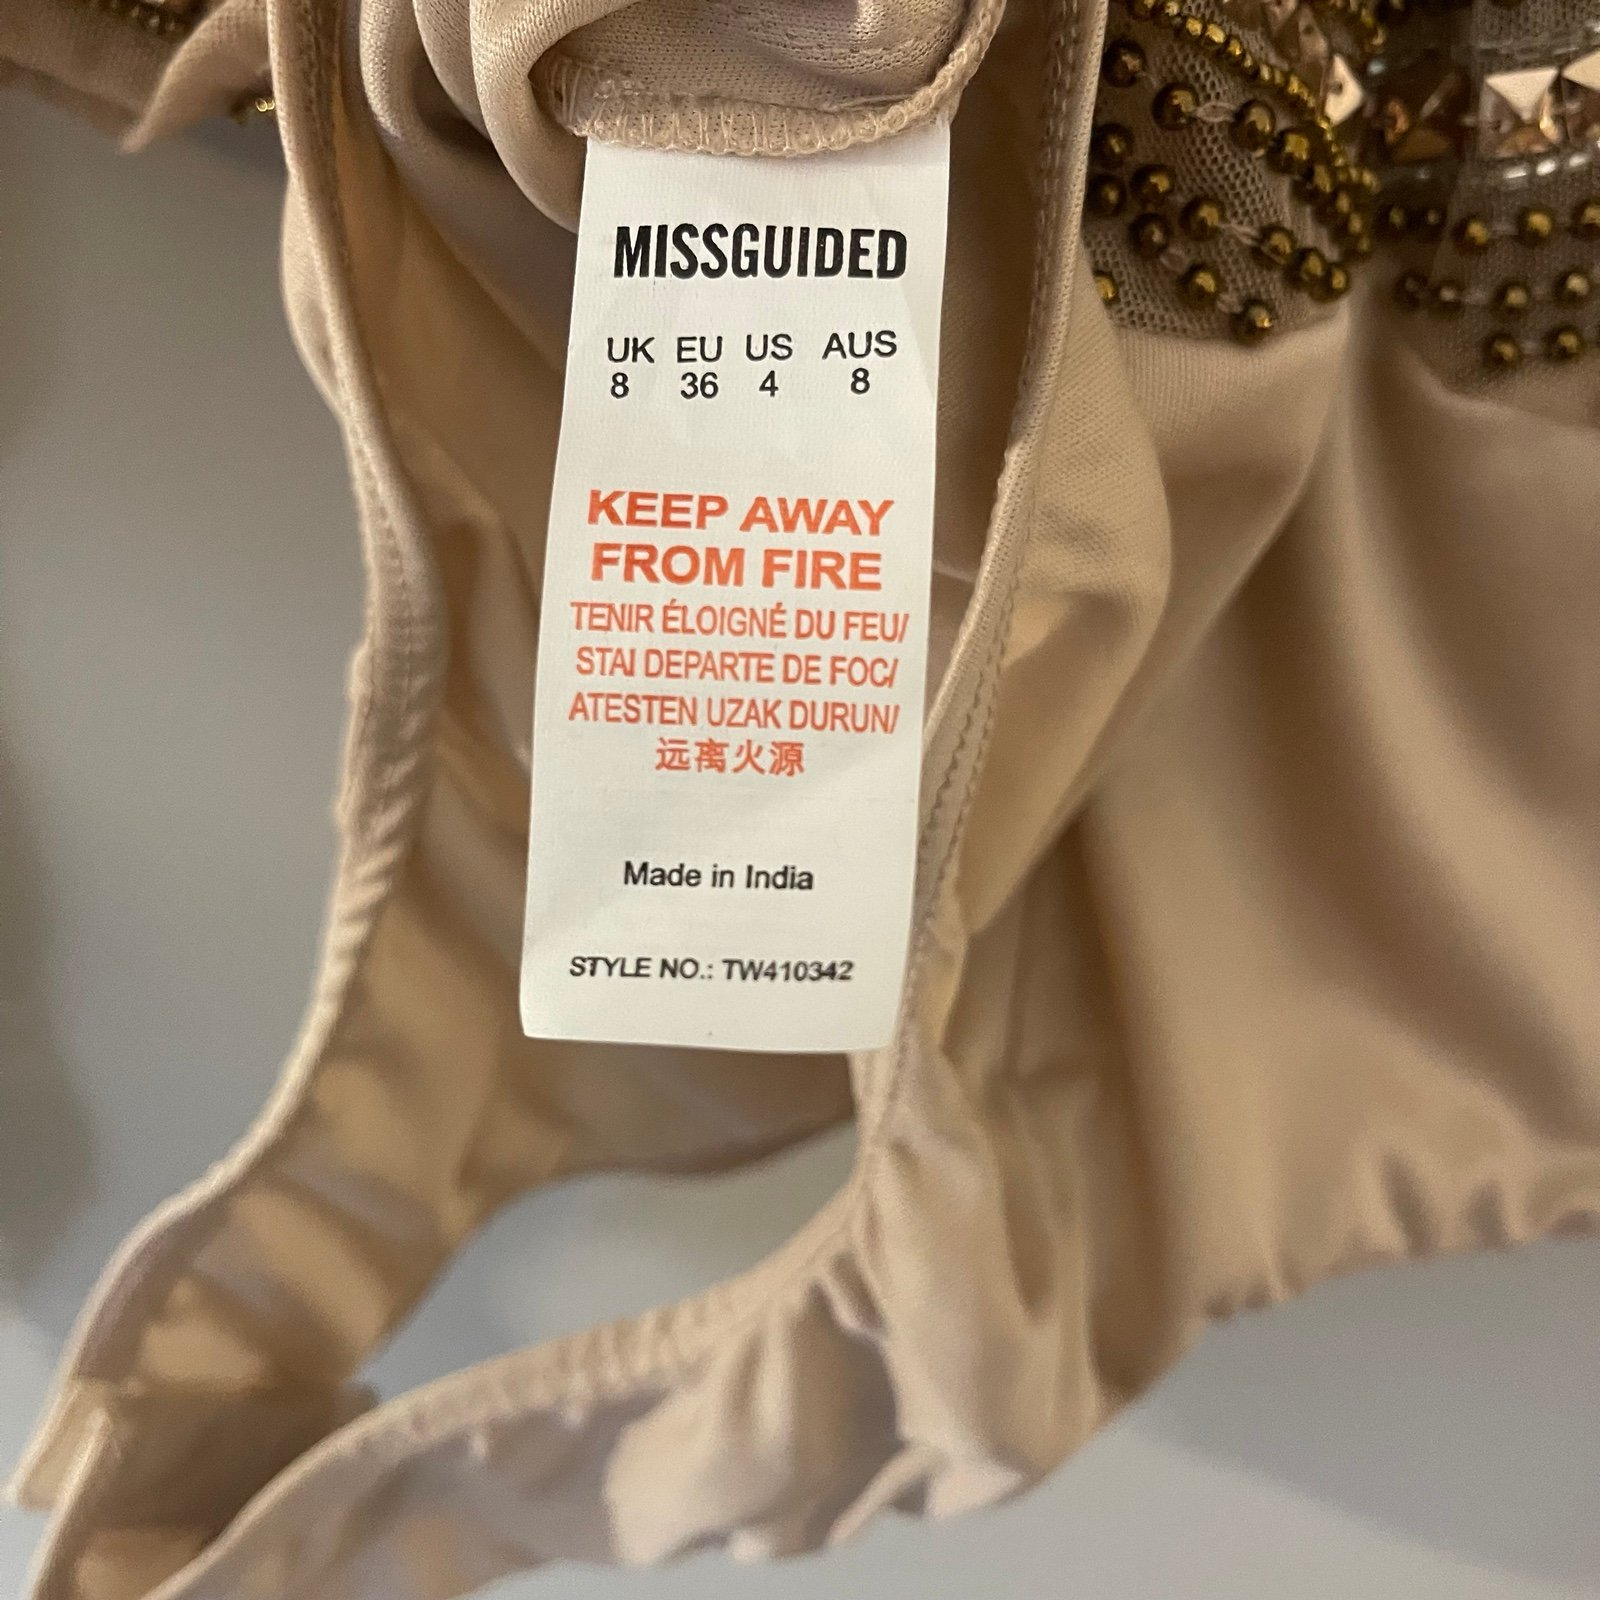 MISSGUIDED
UK EU US AUS
8 36 4 8
KEEP AWAY
FROM FIRE
TENIR ÉLOIGNÉ DU FEU/
STAI DEPARTE DE FOC/
ATESTEN UZAK DURUN/
远离火源
Made in India
STYLE NO.: TW410342